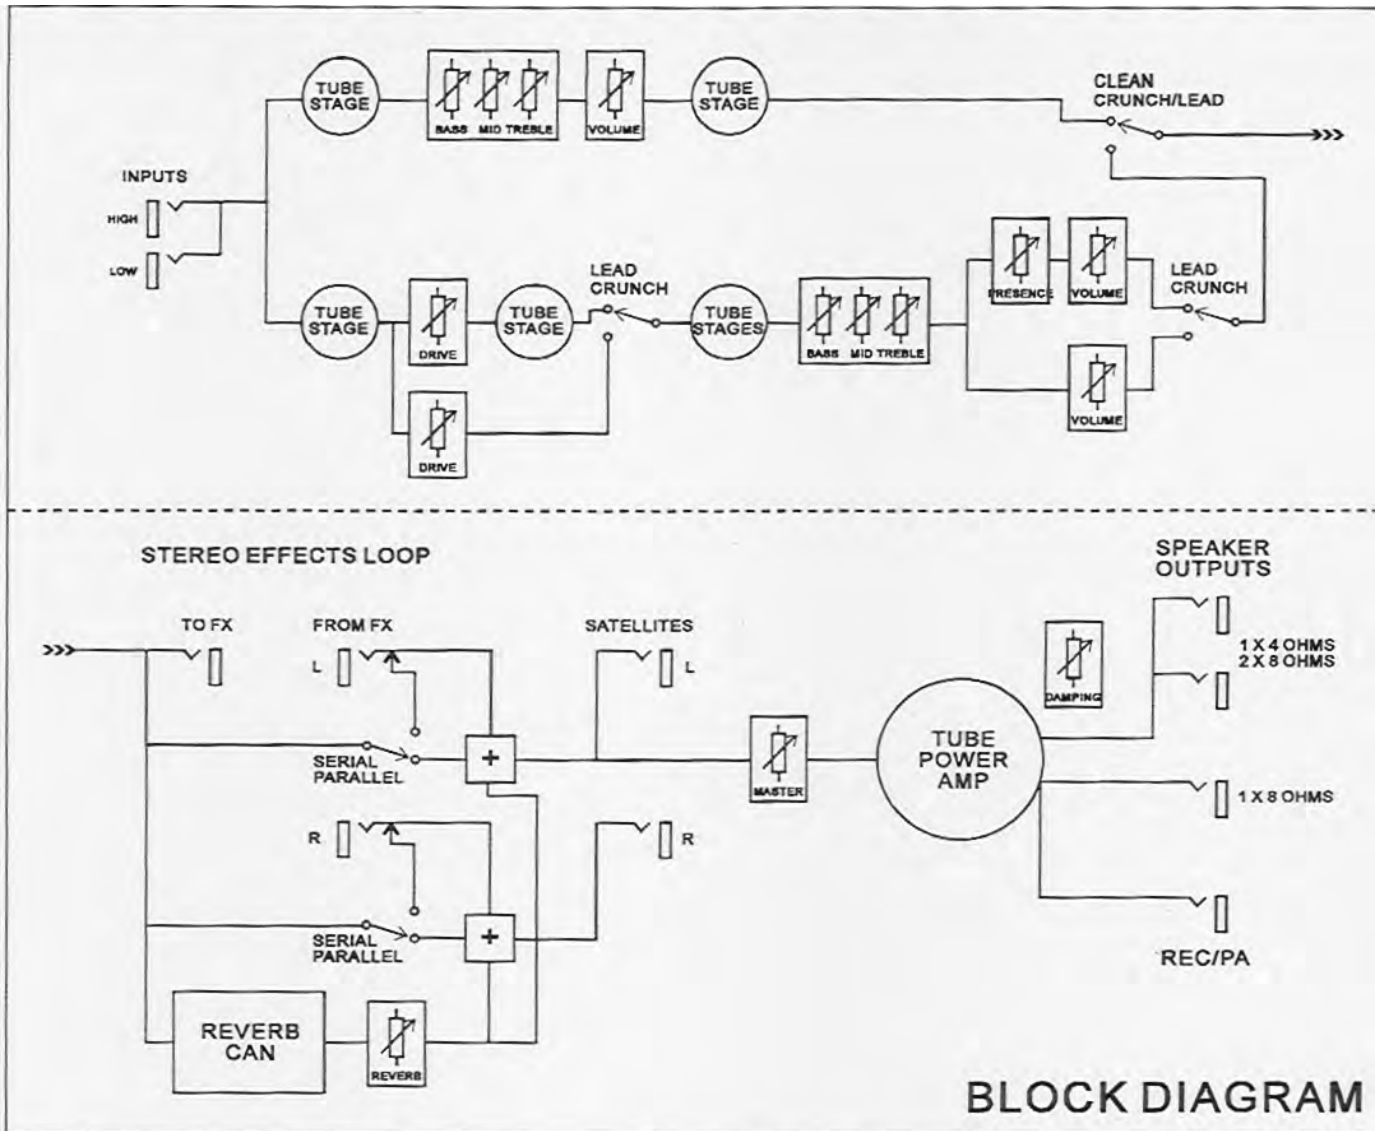 TUBE
STAGE
BASS MID TREBLE
VOLUME
TUBE
STAGE
CLEAN
CRUNCH/LEAD
INPUTS
HIGH
LOW
TUBE
STAGE
DRIVE
DRIVE
TUBE
STAGE
LEAD
CRUNCH
TUBE
STAGES
BASS MID TREBLE
PRESENCE
VOLUME
VOLUME
LEAD
CRUNCH
STEREO EFFECTS LOOP
TO FX
FROM FX
L
SERIAL
PARALLEL
+
R
SERIAL
PARALLEL
+
REVERB
CAN
REVERB
SATELLITES
L
R
MASTER
TUBE
POWER
AMP
DAMPING
SPEAKER
OUTPUTS
1 X 4 OHMS
2 X 8 OHMS
1 X 8 OHMS
REC/PA
BLOCK DIAGRAM